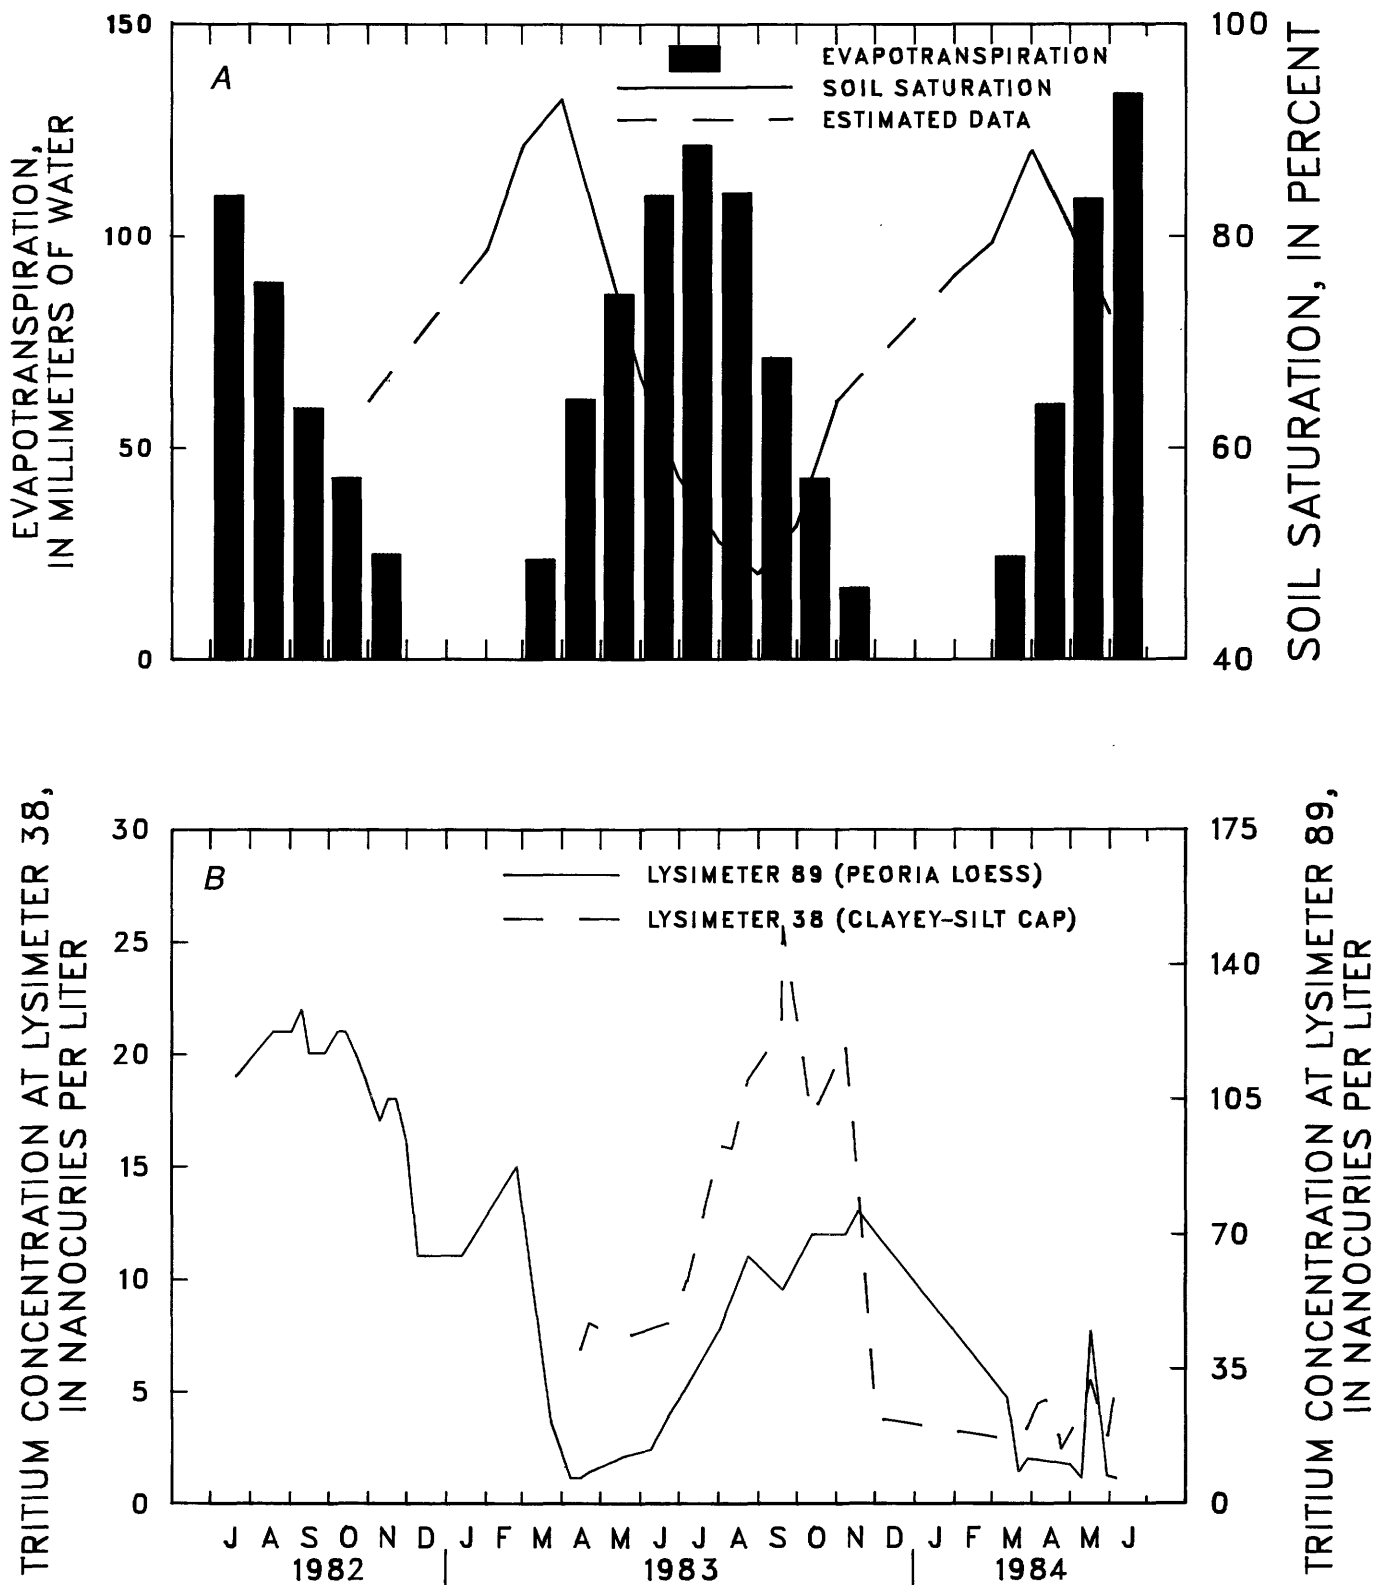 EVAPOTRANSPIRATION,
IN MILLIMETERS OF WATER
150
100
50
0
A
EVAPOTRANSPIRATION
SOIL SATURATION
ESTIMATED DATA
100
80
60
40
SOIL SATURATION, IN PERCENT
TRITIUM CONCENTRATION AT LYSIMETER 38,
IN NANOCURIES PER LITER
30
25
20
15
10
5
0
B
LYSIMETER 89 (PEORIA LOESS)
LYSIMETER 38 (CLAYEY-SILT CAP)
175
140
105
70
35
0
TRITIUM CONCENTRATION AT LYSIMETER 89,
IN NANOCURIES PER LITER
J A S O N D J F M A M J J A S O N D J F M A M J
1982 1983 1984